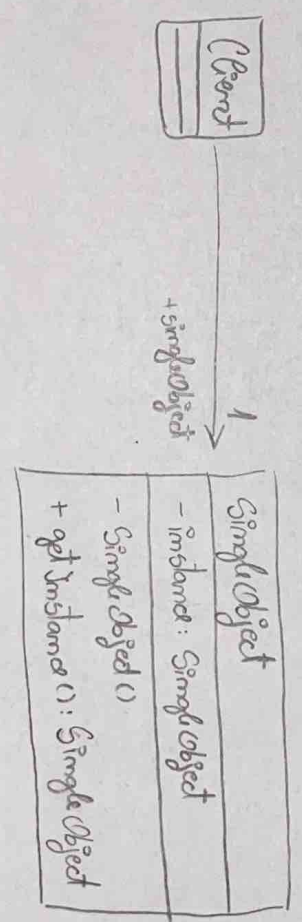 Client
1
+singleObject
SingleObject
- instance: SingleObject
- SingleObject()
+ getInstance(): SingleObject